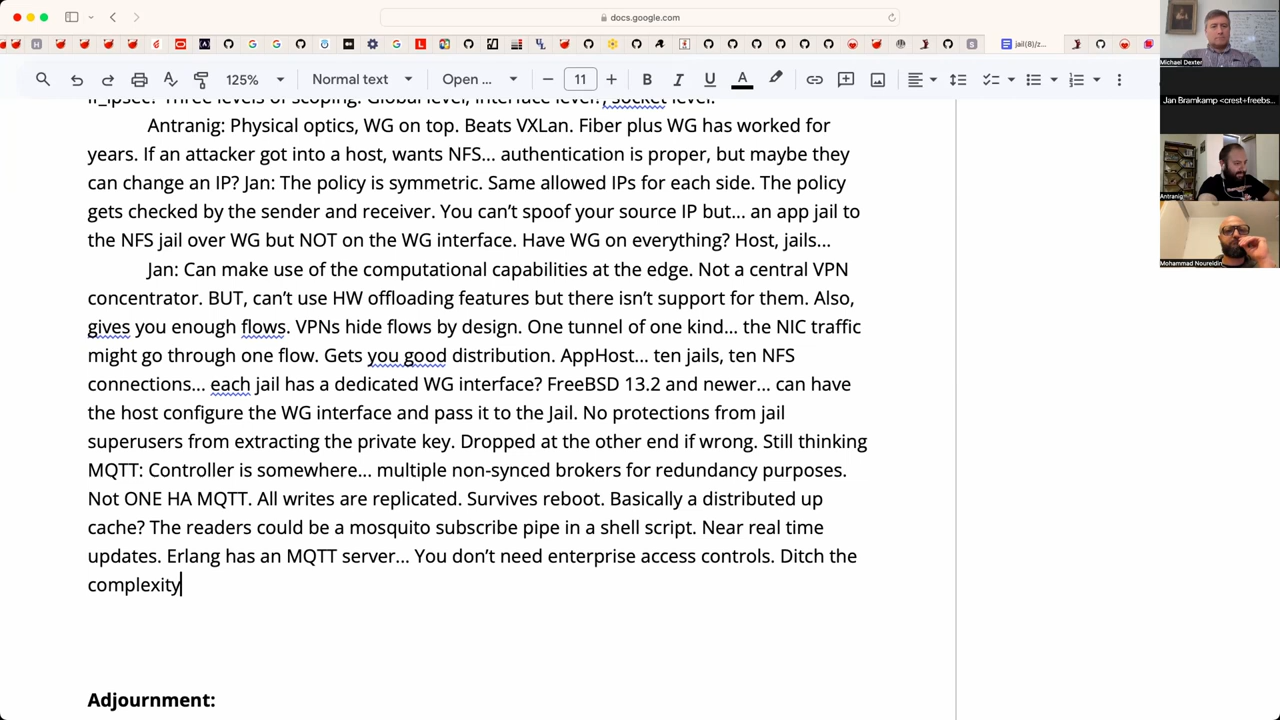 docs.google.com
jail(8)/z...
125%
Normal text
Open ...
11
B
I
U
A
Antranig: Physical optics, WG on top. Beats VXLan. Fiber plus WG has worked for
years. If an attacker got into a host, wants NFS... authentication is proper, but maybe they
can change an IP? Jan: The policy is symmetric. Same allowed IPs for each side. The policy
gets checked by the sender and receiver. You can't spoof your source IP but... an app jail to
the NFS jail over WG but NOT on the WG interface. Have WG on everything? Host, jails...
Jan: Can make use of the computational capabilities at the edge. Not a central VPN
concentrator. BUT, can't use HW offloading features but there isn't support for them. Also,
gives you enough flows. VPNs hide flows by design. One tunnel of one kind... the NIC traffic
might go through one flow. Gets you good distribution. AppHost... ten jails, ten NFS
connections... each jail has a dedicated WG interface? FreeBSD 13.2 and newer... can have
the host configure the WG interface and pass it to the Jail. No protections from jail
superusers from extracting the private key. Dropped at the other end if wrong. Still thinking
MQTT: Controller is somewhere... multiple non-synced brokers for redundancy purposes.
Not ONE HA MQTT. All writes are replicated. Survives reboot. Basically a distributed up
cache? The readers could be a mosquito subscribe pipe in a shell script. Near real time
updates. Erlang has an MQTT server... You don't need enterprise access controls. Ditch the
complexity
Adjournment:
Michael Dexter
Jan Bramkamp <crest+freebs...
Antranig
Mohammad Noureldin